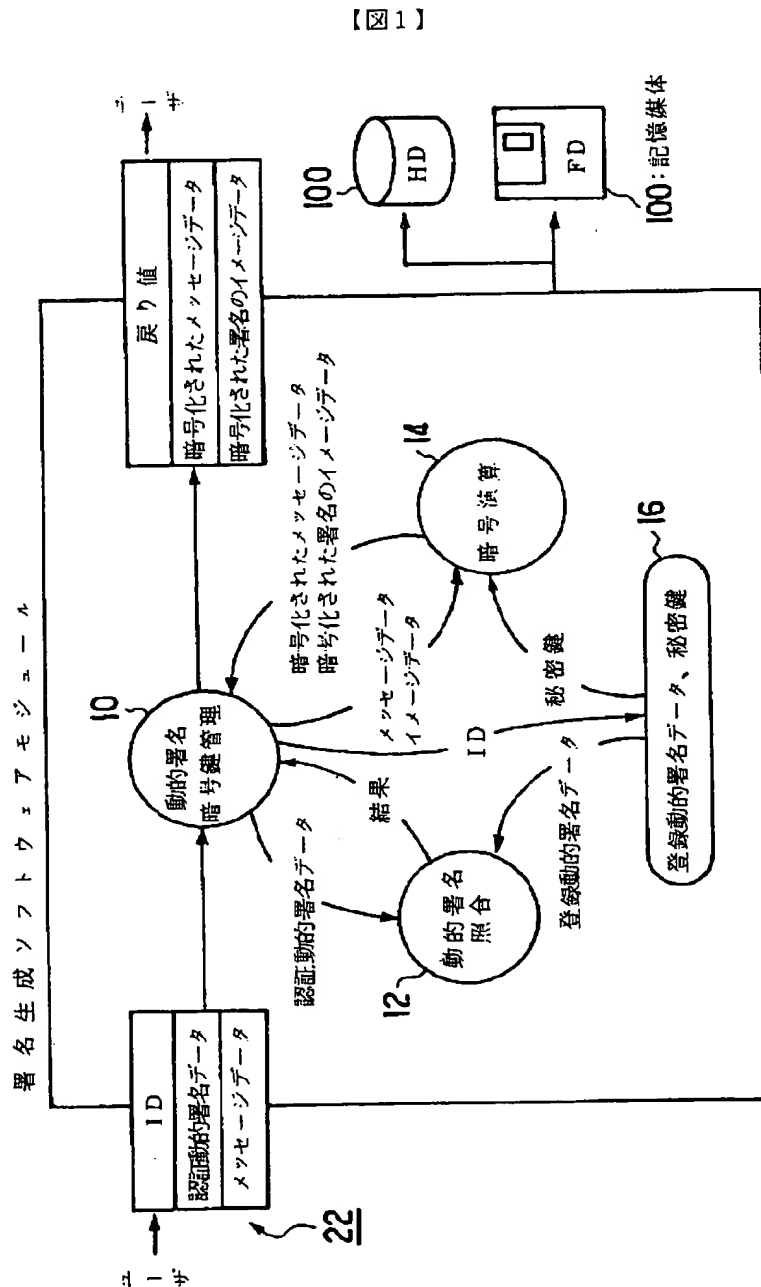 【図1】
署名生成ソフトウェアモジュール
ユーザ
ID
認証動的署名データ
メッセージデータ
22
10
動的署名
暗号鍵管理
認証動的署名データ
結果
12
動的署名
照合
登録動的署名データ
ID
メッセージデータ
イメージデータ
秘密鍵
暗号化されたメッセージデータ
暗号化された署名のイメージデータ
14
暗号演算
16
登録動的署名データ、秘密鍵
戻り値
暗号化されたメッセージデータ
暗号化された署名のイメージデータ
ユーザ
100
HD
FD
100:記憶媒体